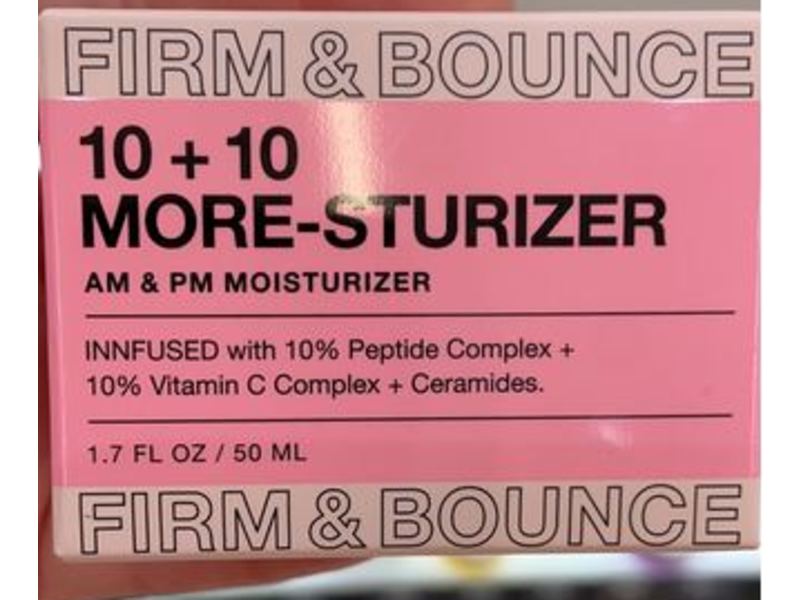 FIRM & BOUNCE
10 + 10
MORE-STURIZER
AM & PM MOISTURIZER
INNFUSED with 10% Peptide Complex +
10% Vitamin C Complex + Ceramides.
1.7 FL OZ / 50 ML
FIRM & BOUNCE